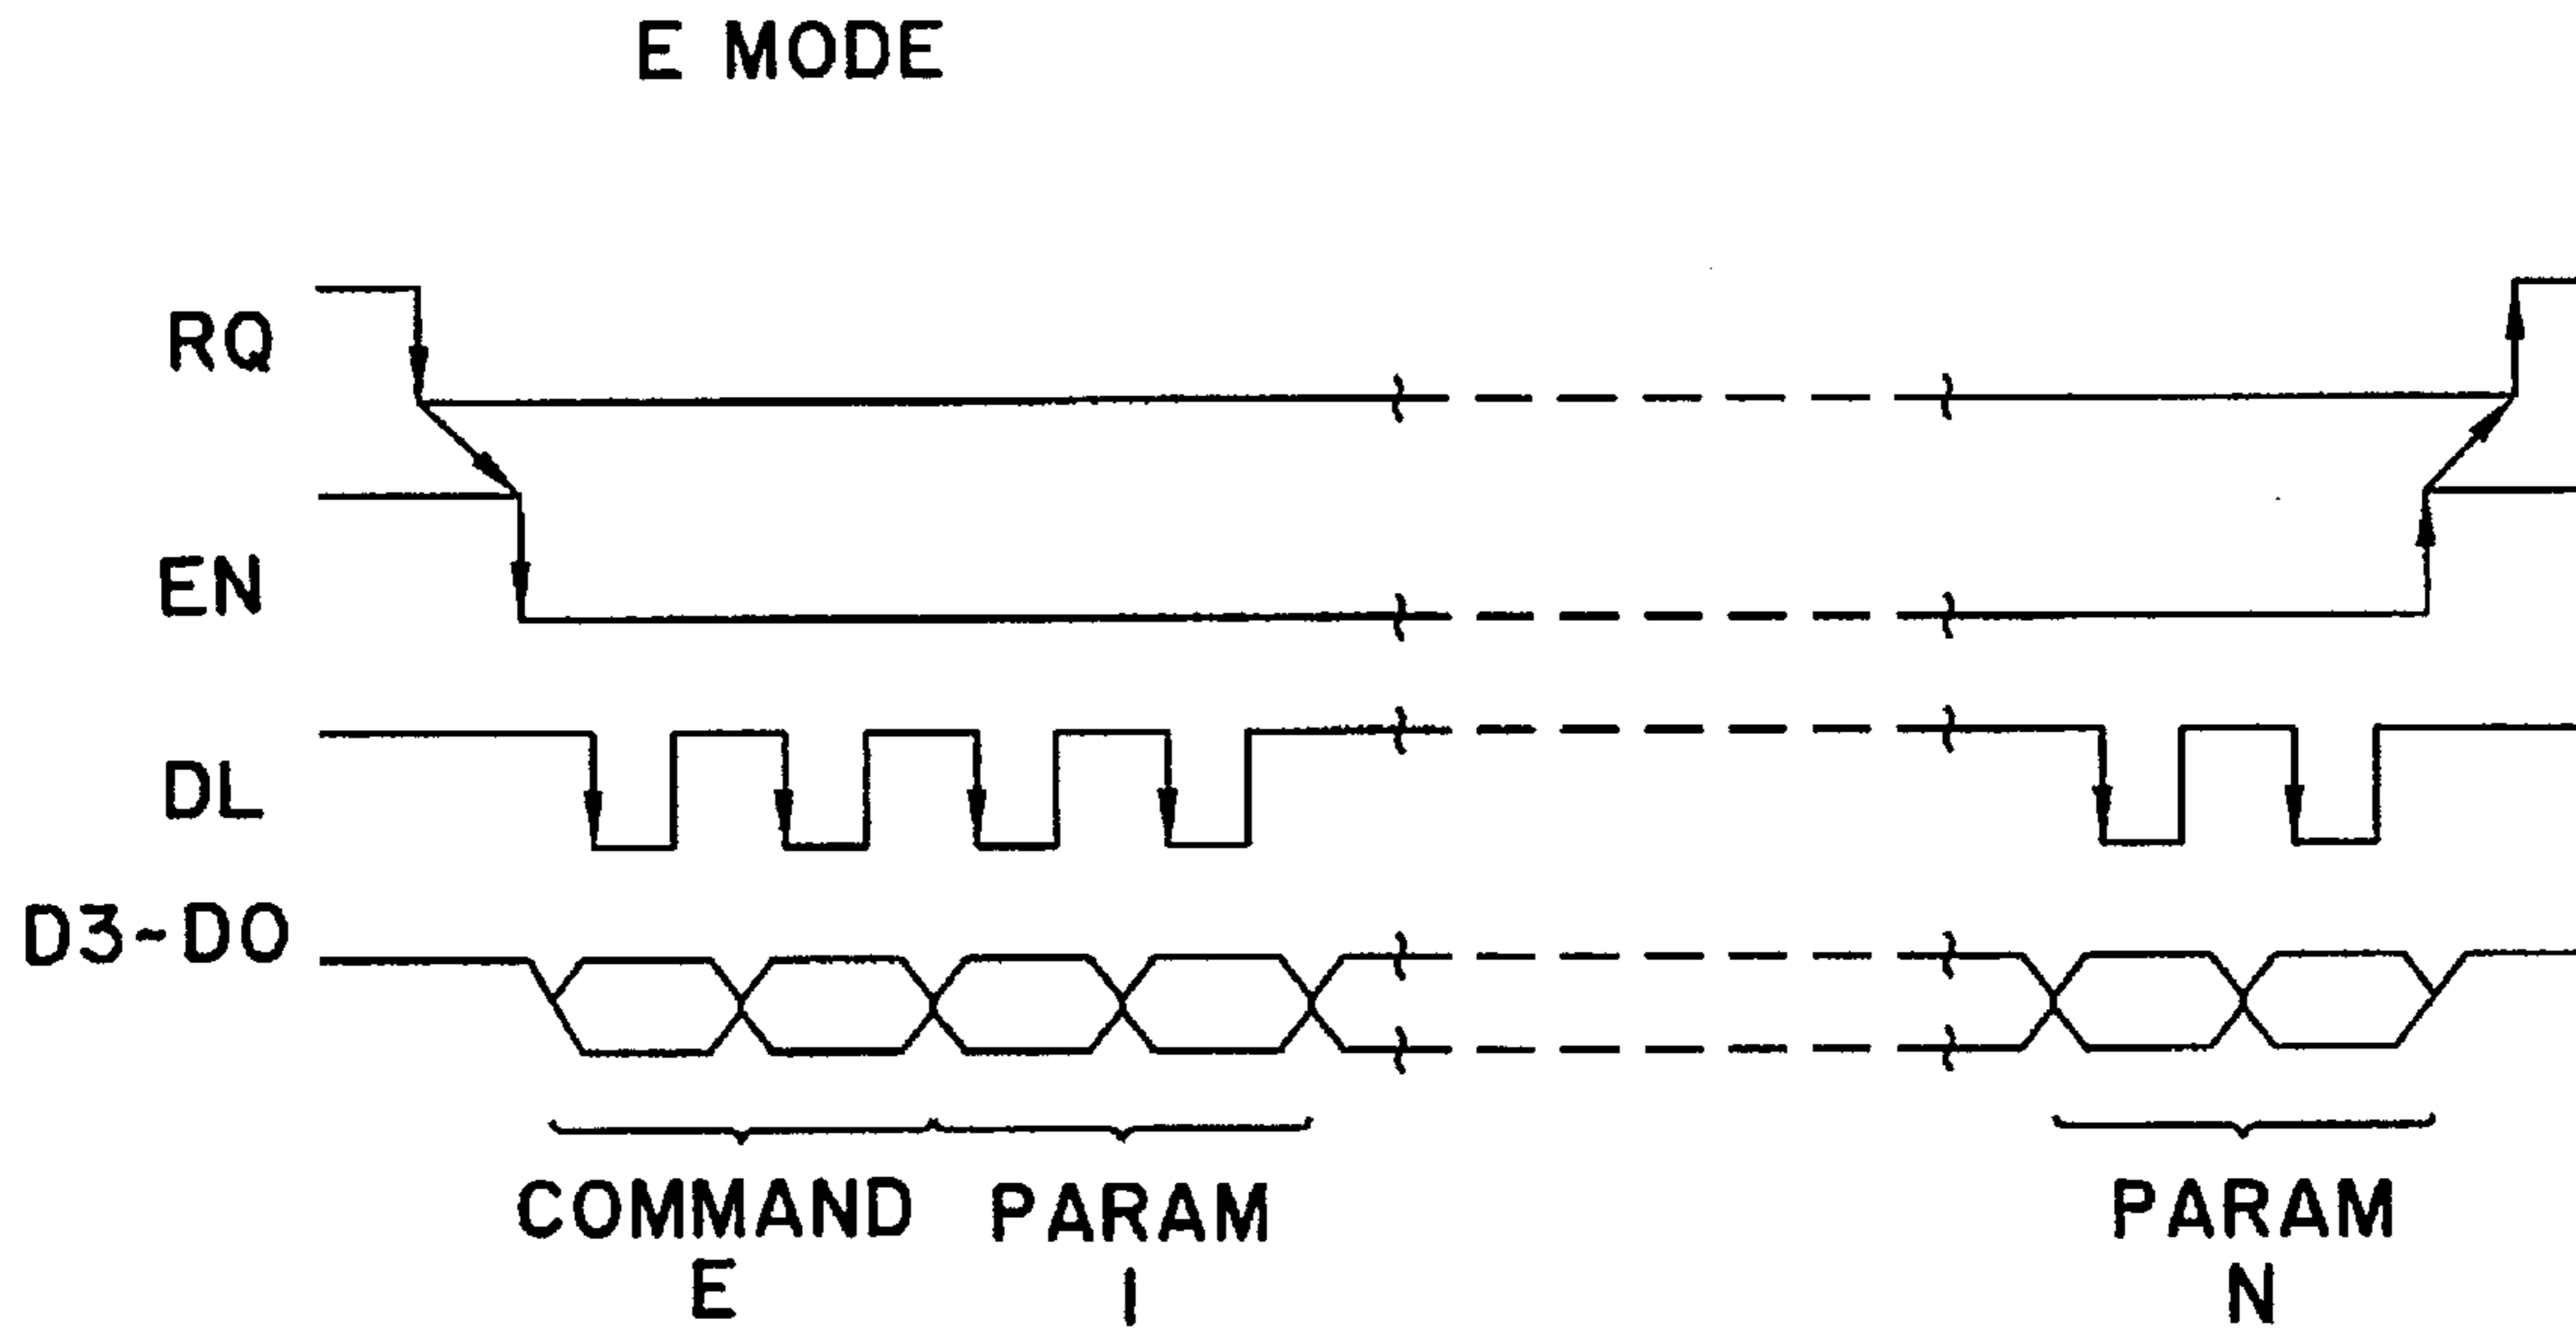 E MODE
RQ
EN
DL
D3~D0
COMMAND
E
PARAM
1
PARAM
N